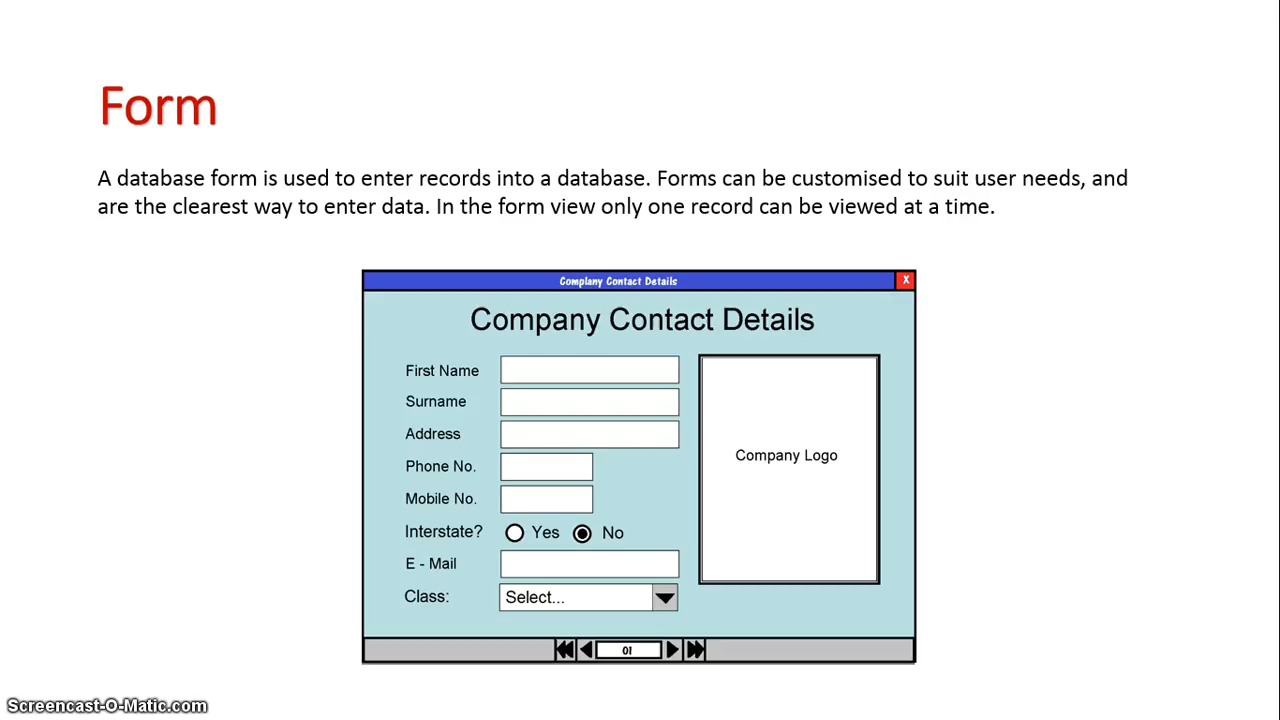 Form
A database form is used to enter records into a database. Forms can be customised to suit user needs, and
are the clearest way to enter data. In the form view only one record can be viewed at a time.
Complany Contact Details
X
Company Contact Details
First Name
Surname
Address
Phone No.
Mobile No.
Interstate? Yes No
E - Mail
Class: Select...
Company Logo
01
Screencast-O-Matic.com